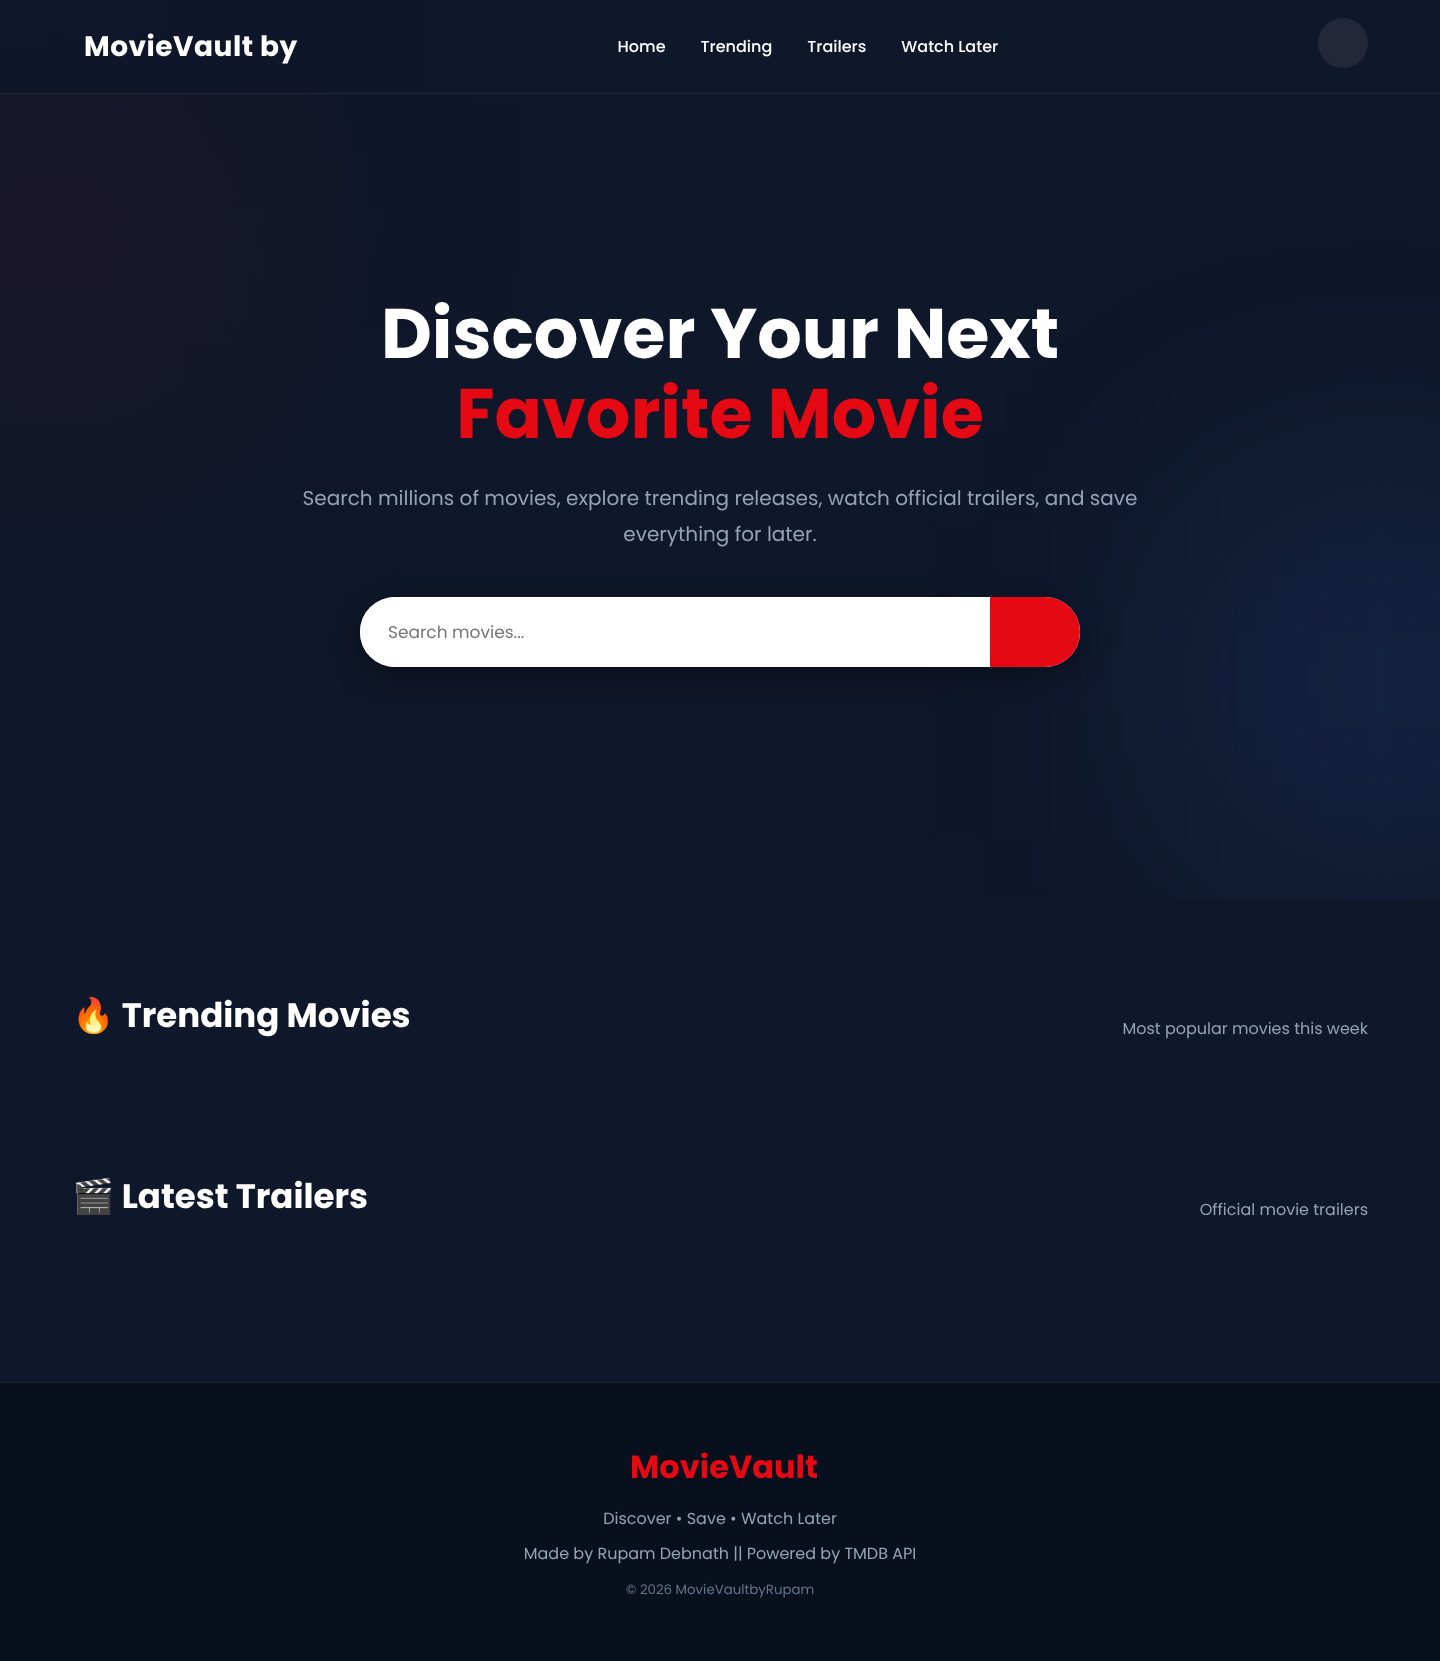 MovieVault by
Home
Trending
Trailers
Watch Later
Discover Your Next
Favorite Movie
Search millions of movies, explore trending releases, watch official trailers, and save
everything for later.
Search movies...
🔥 Trending Movies
Most popular movies this week
🎬 Latest Trailers
Official movie trailers
MovieVault
Discover • Save • Watch Later
Made by Rupam Debnath || Powered by TMDB API
© 2026 MovieVaultbyRupam